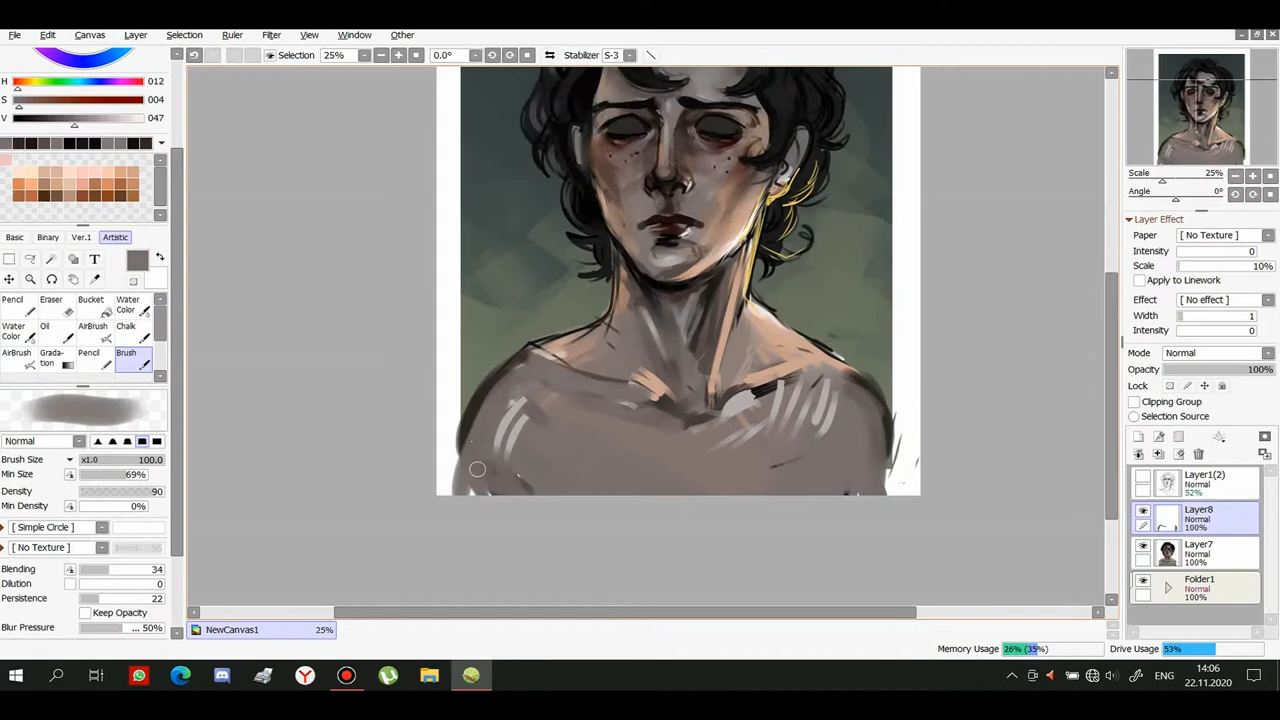 File Edit Canvas Layer Selection Ruler Filter View Window Other
Selection 25% 0.0° Stabilizer S-3
H 012
S 004
V 047
Basic Binary Ver.1 Artistic
T
Pencil Eraser Bucket Water Color
Water Color Oil AirBrush Chalk
AirBrush Grada-tion Pencil Brush
Normal
Brush Size x1.0 100.0
Min Size 69%
Density 90
Min Density 0%
[ Simple Circle ]
[ No Texture ]
Blending 34
Dilution 0
Persistence 22
Keep Opacity
Blur Pressure ... 50%
NewCanvas1 25%
Scale 25%
Angle 0°
Layer Effect
Paper [ No Texture ]
Intensity 0
Scale 10%
Apply to Linework
Effect [ No effect ]
Width 1
Intensity 0
Mode Normal
Opacity 100%
Lock
Clipping Group
Selection Source
Layer1(2)
Normal
52%
Layer8
Normal
100%
Layer7
Normal
100%
Folder1
Normal
100%
Memory Usage 26% (35%) Drive Usage 53%
ENG 14:06
22.11.2020